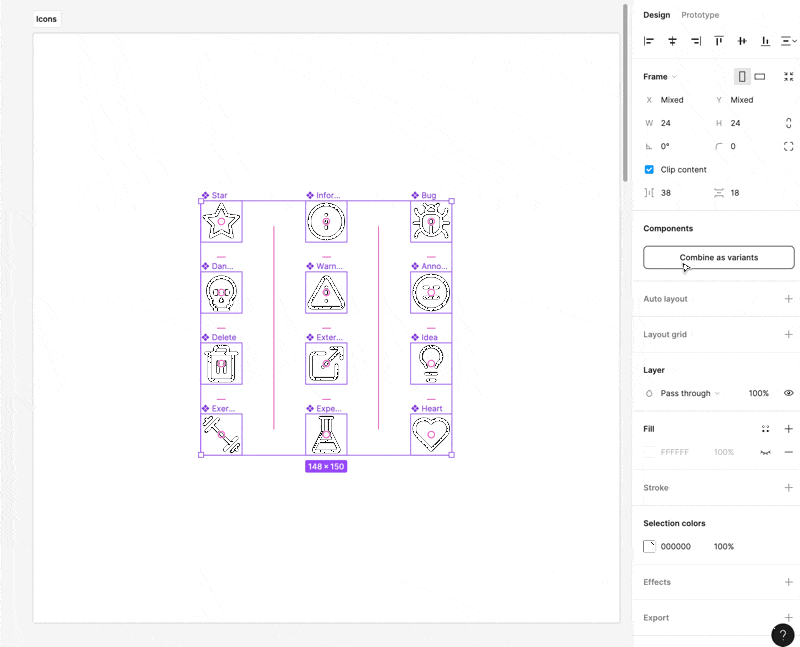 Icons
Star Infor... Bug
Dan... Warn... Anno...
Delete Exter... Idea
Exer... Expe... Heart
148 × 150
Design Prototype
Frame
X Mixed Y Mixed
W 24 H 24
0° 0
Clip content
38 18
Components
Combine as variants
Auto layout
Layout grid
Layer
Pass through 100%
Fill
FFFFFF 100%
Stroke
Selection colors
000000 100%
Effects
Export
?